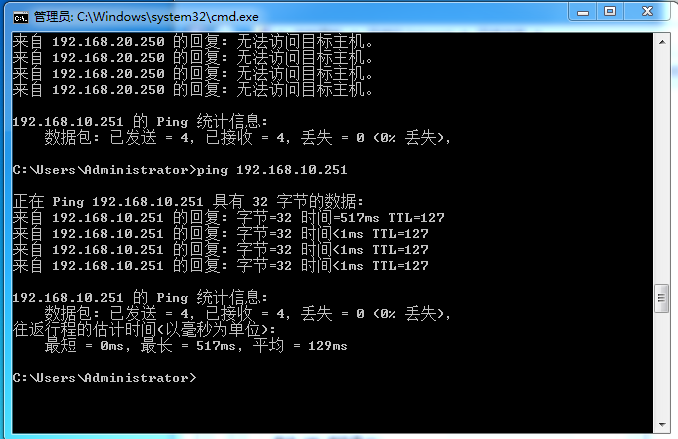 管理员: C:\Windows\system32\cmd.exe
来自 192.168.20.250 的回复: 无法访问目标主机。
来自 192.168.20.250 的回复: 无法访问目标主机。
来自 192.168.20.250 的回复: 无法访问目标主机。
来自 192.168.20.250 的回复: 无法访问目标主机。
192.168.10.251 的 Ping 统计信息:
数据包: 已发送 = 4, 已接收 = 4, 丢失 = 0 (0% 丢失),
C:\Users\Administrator>ping 192.168.10.251
正在 Ping 192.168.10.251 具有 32 字节的数据:
来自 192.168.10.251 的回复: 字节=32 时间=517ms TTL=127
来自 192.168.10.251 的回复: 字节=32 时间<1ms TTL=127
来自 192.168.10.251 的回复: 字节=32 时间<1ms TTL=127
来自 192.168.10.251 的回复: 字节=32 时间<1ms TTL=127
192.168.10.251 的 Ping 统计信息:
数据包: 已发送 = 4, 已接收 = 4, 丢失 = 0 (0% 丢失),
往返行程的估计时间(以毫秒为单位):
最短 = 0ms, 最长 = 517ms, 平均 = 129ms
C:\Users\Administrator>